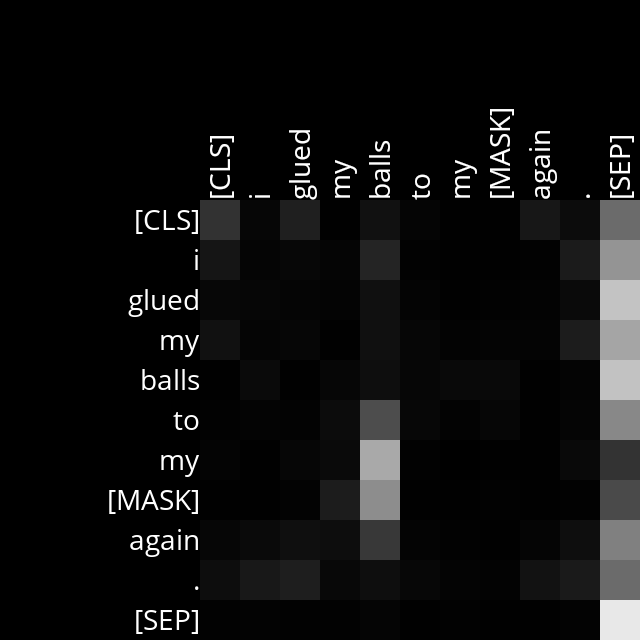 [CLS] i glued my balls to my [MASK] again . [SEP]
[CLS]
i
glued
my
balls
to
my
[MASK]
again
.
[SEP]